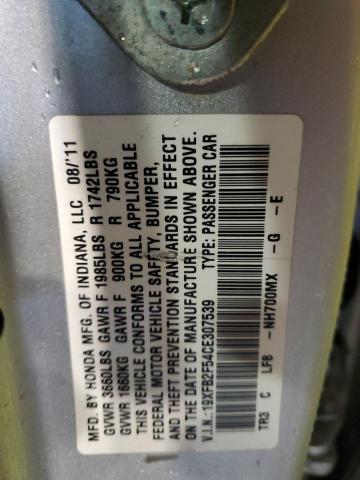 MFD. BY HONDA MFG. OF INDIANA, LLC 08/'11
GVWR 3660LBS GAWR F 1985LBS R 1742LBS
GVWR 1660KG GAWR F 900KG R 790KG
THIS VEHICLE CONFORMS TO ALL APPLICABLE
FEDERAL MOTOR VEHICLE SAFETY, BUMPER,
AND THEFT PREVENTION STANDARDS IN EFFECT
ON THE DATE OF MANUFACTURE SHOWN ABOVE.
V.I.N.: 19XFB2F54CE307539 TYPE: PASSENGER CAR
TR3 C LF8 -NH700MX -G -E